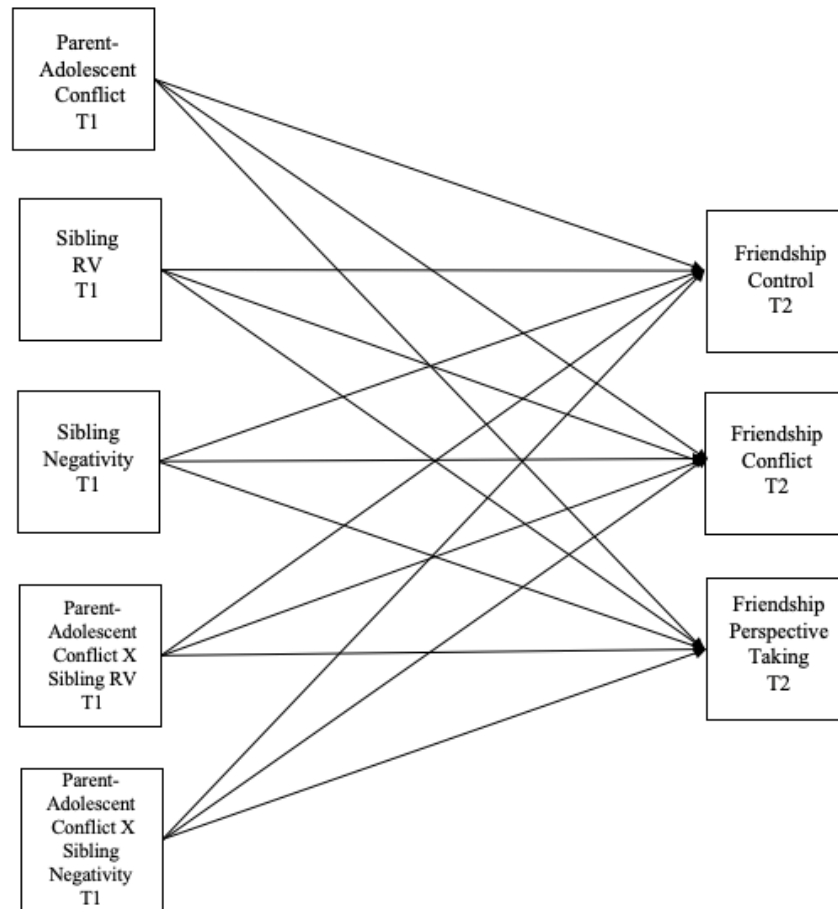 Parent-
Adolescent
Conflict
T1
Sibling
RV
T1
Sibling
Negativity
T1
Parent-
Adolescent
Conflict X
Sibling RV
T1
Parent-
Adolescent
Conflict X
Sibling
Negativity
T1
Friendship
Control
T2
Friendship
Conflict
T2
Friendship
Perspective
Taking
T2